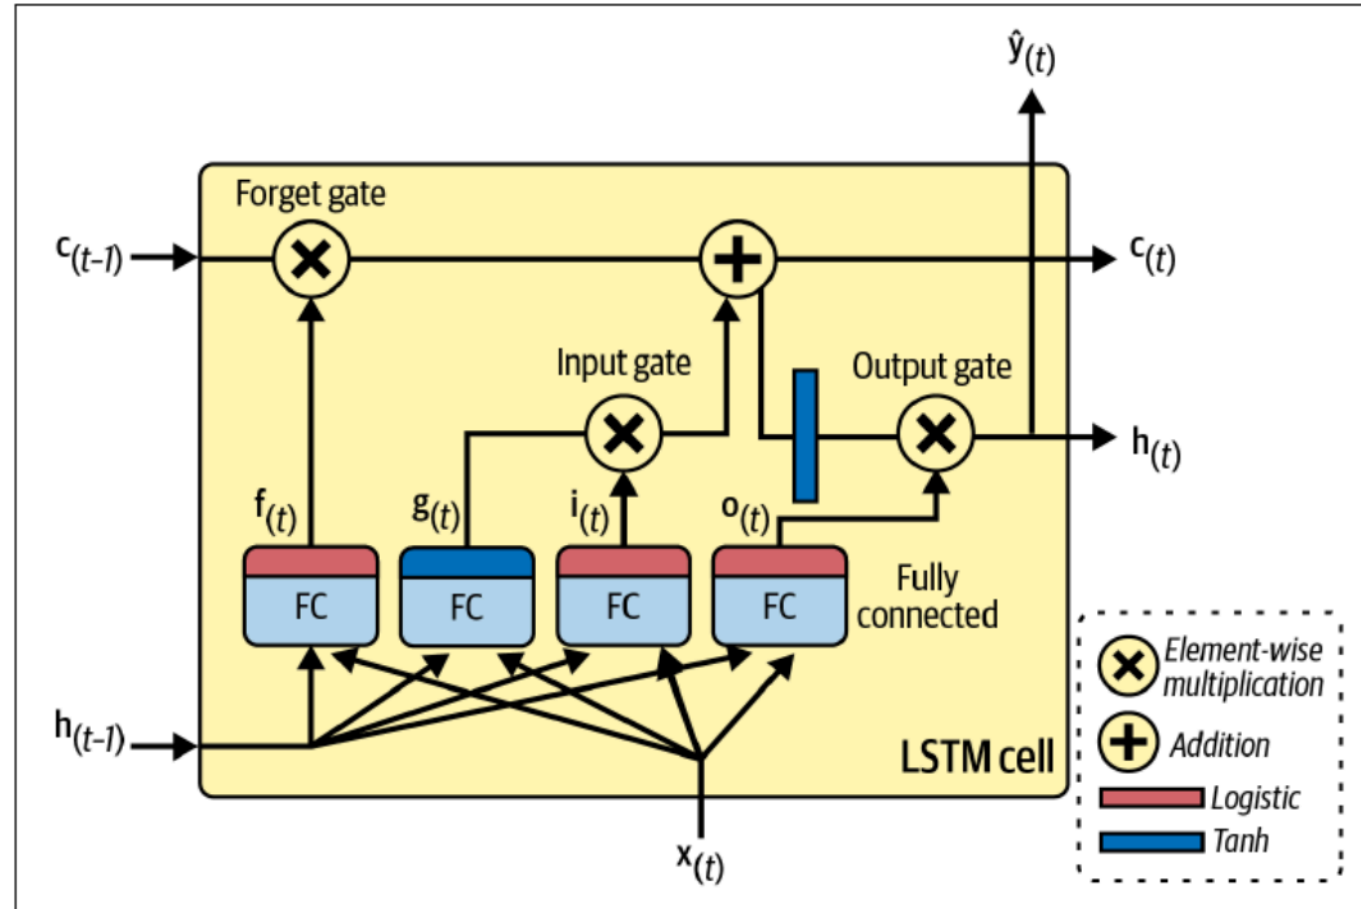 ŷ(t)
Forget gate
c(t–1)
c(t)
Input gate
Output gate
h(t)
f(t)
g(t)
i(t)
o(t)
FC
FC
FC
FC
Fully
connected
h(t–1)
LSTM cell
x(t)
Element-wise
multiplication
Addition
Logistic
Tanh